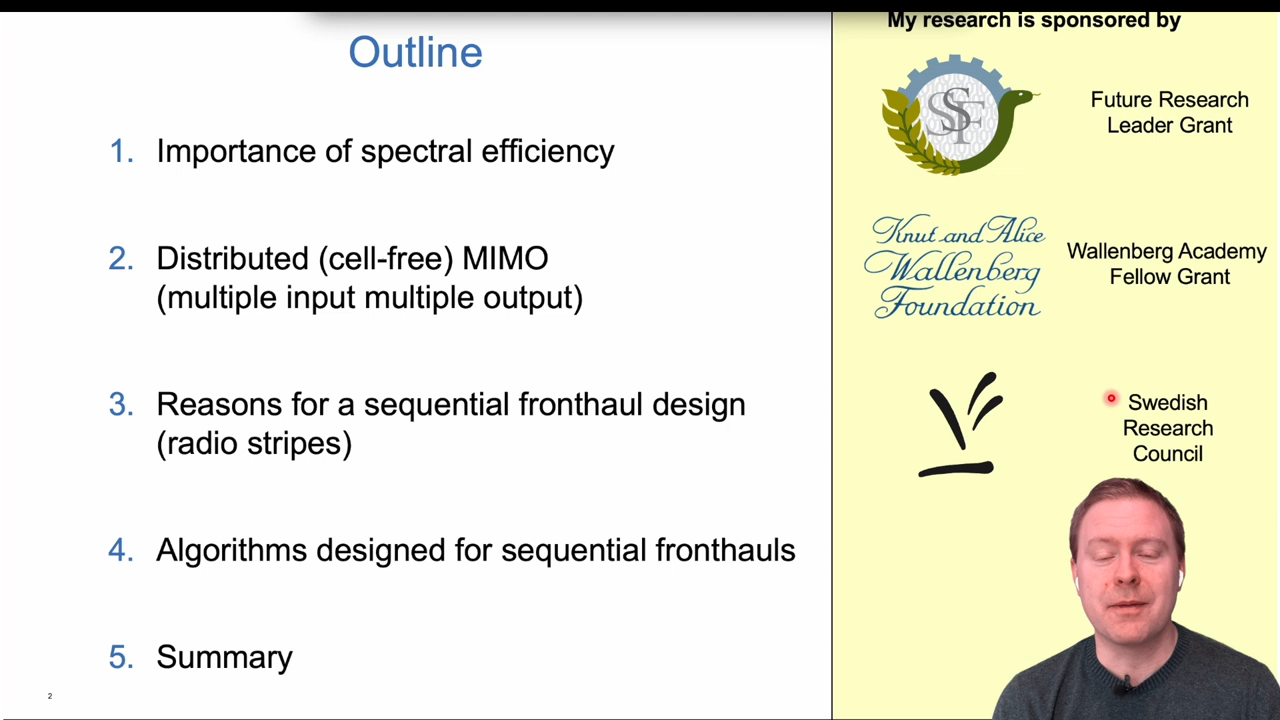 Outline
1. Importance of spectral efficiency
2. Distributed (cell-free) MIMO
(multiple input multiple output)
3. Reasons for a sequential fronthaul design
(radio stripes)
4. Algorithms designed for sequential fronthauls
5. Summary
2
My research is sponsored by
SSF
Future Research
Leader Grant
Knut and Alice
Wallenberg
Foundation
Wallenberg Academy
Fellow Grant
Swedish
Research
Council